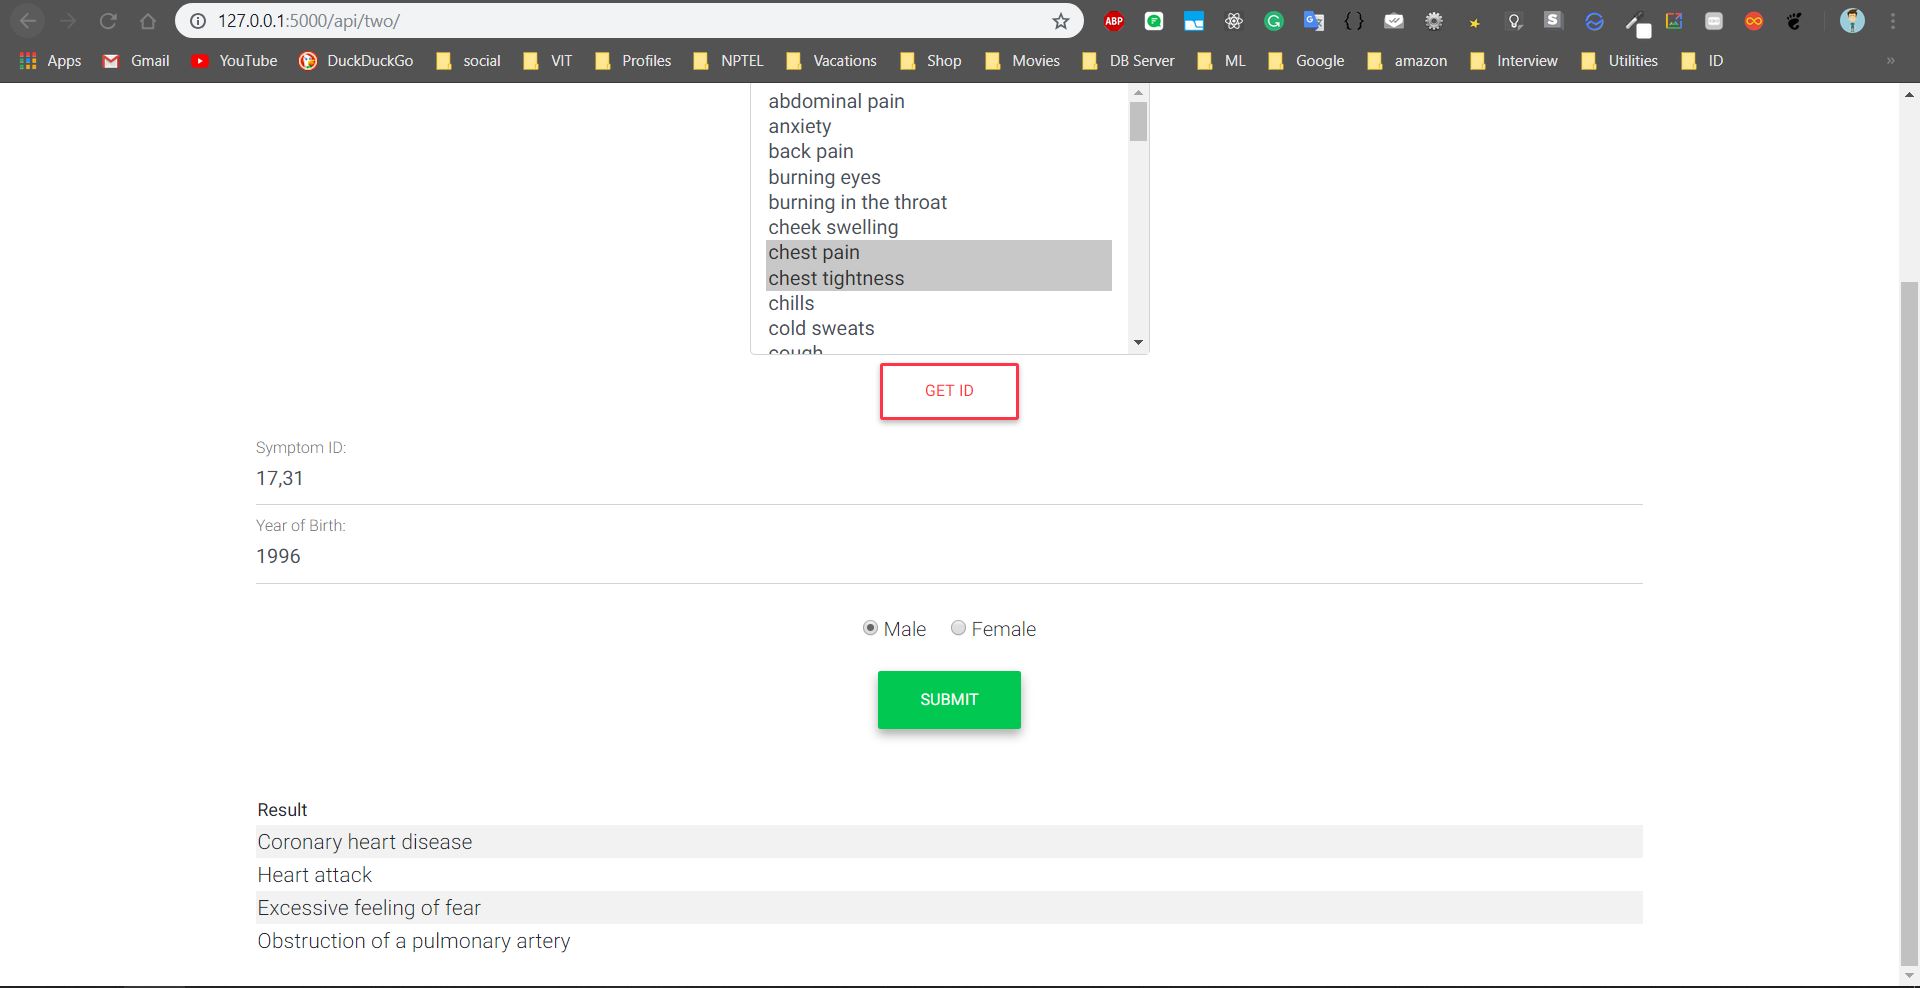 127.0.0.1:5000/api/two/
ABP
Apps Gmail YouTube DuckDuckGo social VIT Profiles NPTEL Vacations Shop Movies DB Server ML Google amazon Interview Utilities ID »
abdominal pain
anxiety
back pain
burning eyes
burning in the throat
cheek swelling
chest pain
chest tightness
chills
cold sweats
cough
GET ID
Symptom ID:
17,31
Year of Birth:
1996
Male Female
SUBMIT
Result
Coronary heart disease
Heart attack
Excessive feeling of fear
Obstruction of a pulmonary artery